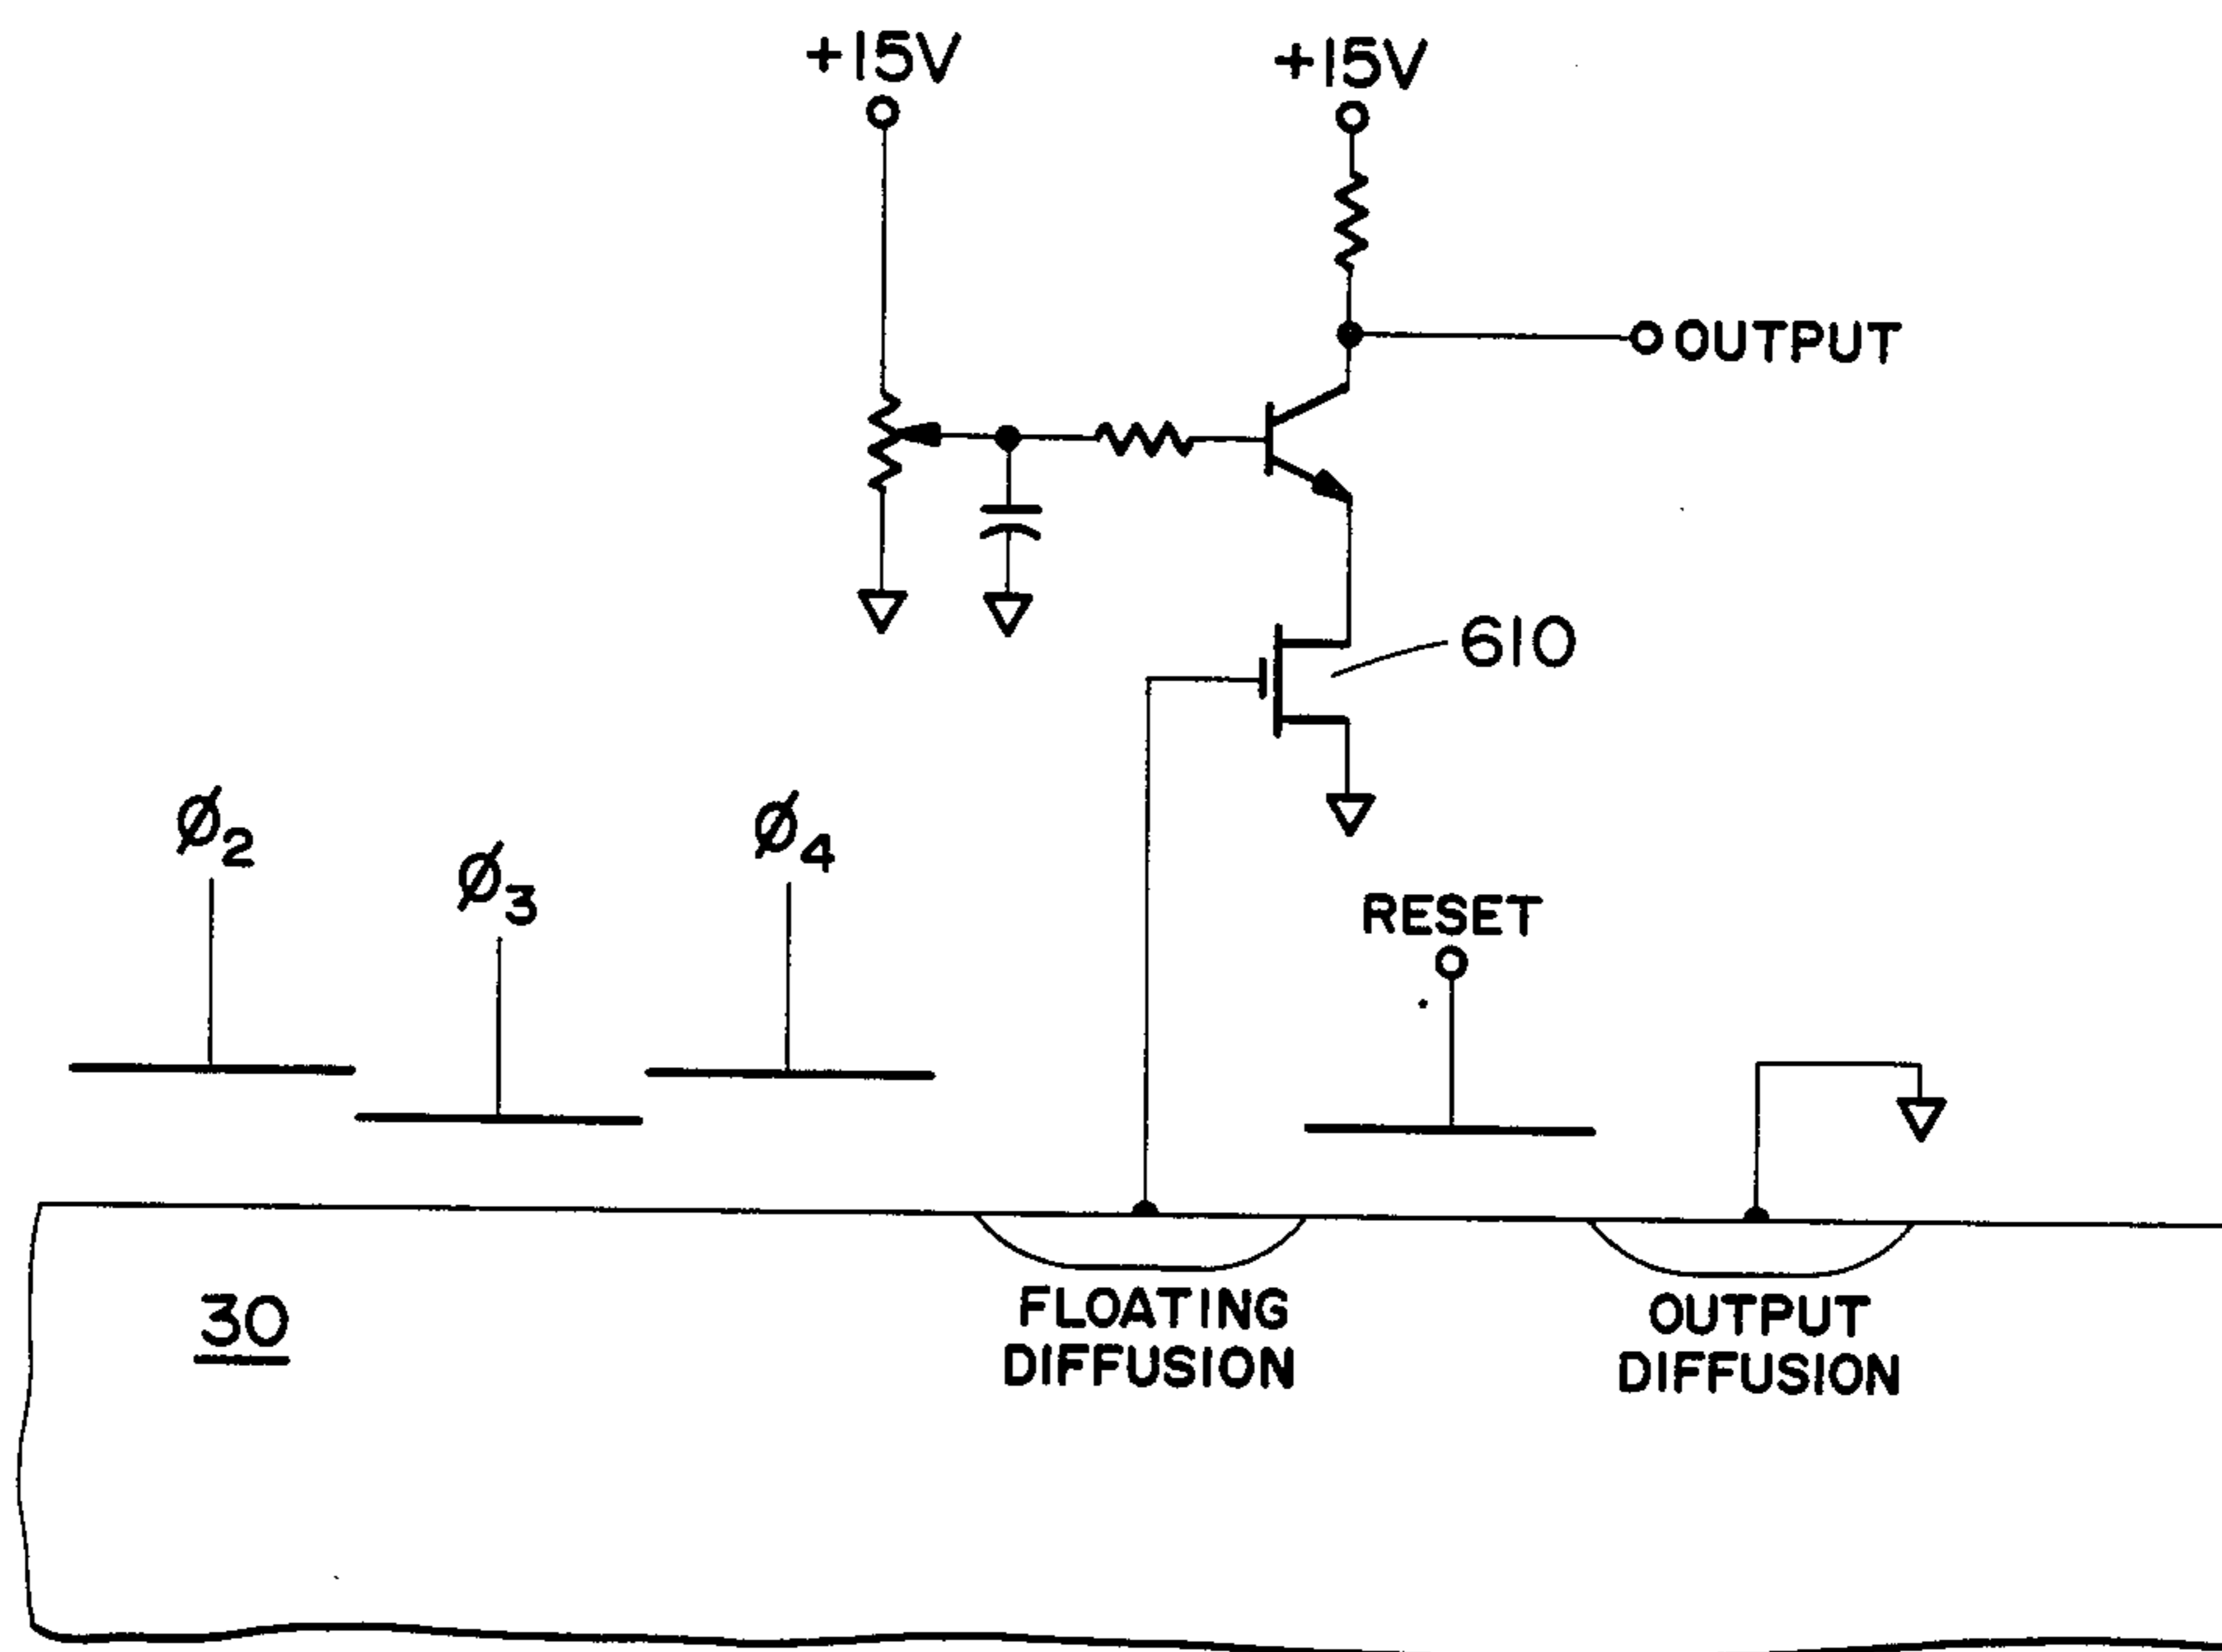 +15V
+15V
OUTPUT
610
Ø2
Ø3
Ø4
RESET
30
FLOATING
DIFFUSION
OUTPUT
DIFFUSION